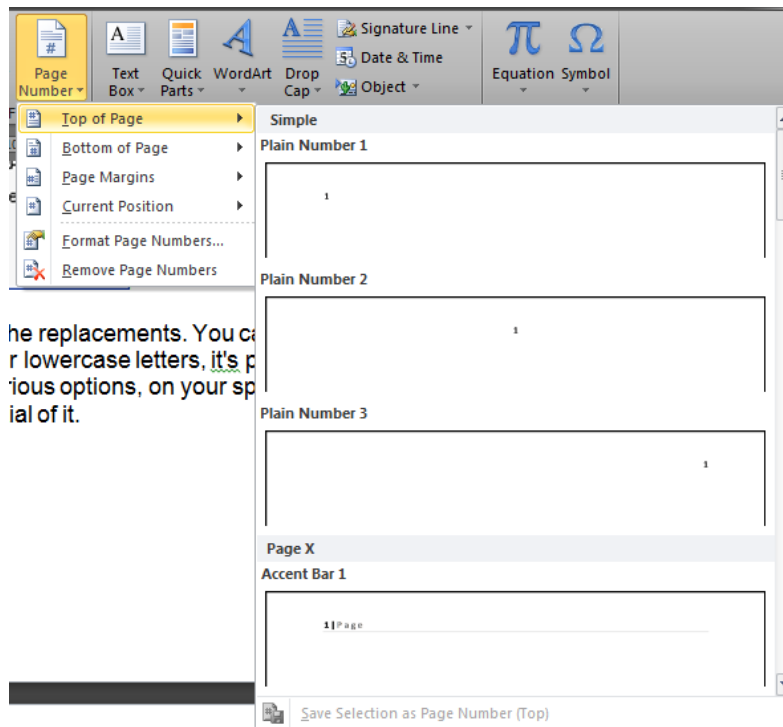 Page Number
Text Box
Quick Parts
WordArt
Drop Cap
Signature Line
Date & Time
Object
Equation
Symbol
Top of Page
Bottom of Page
Page Margins
Current Position
Format Page Numbers...
Remove Page Numbers
he replacements. You ca
r lowercase letters, it's p
rious options, on your sp
ial of it.
Simple
Plain Number 1
1
Plain Number 2
1
Plain Number 3
1
Page X
Accent Bar 1
1|Page
Save Selection as Page Number (Top)